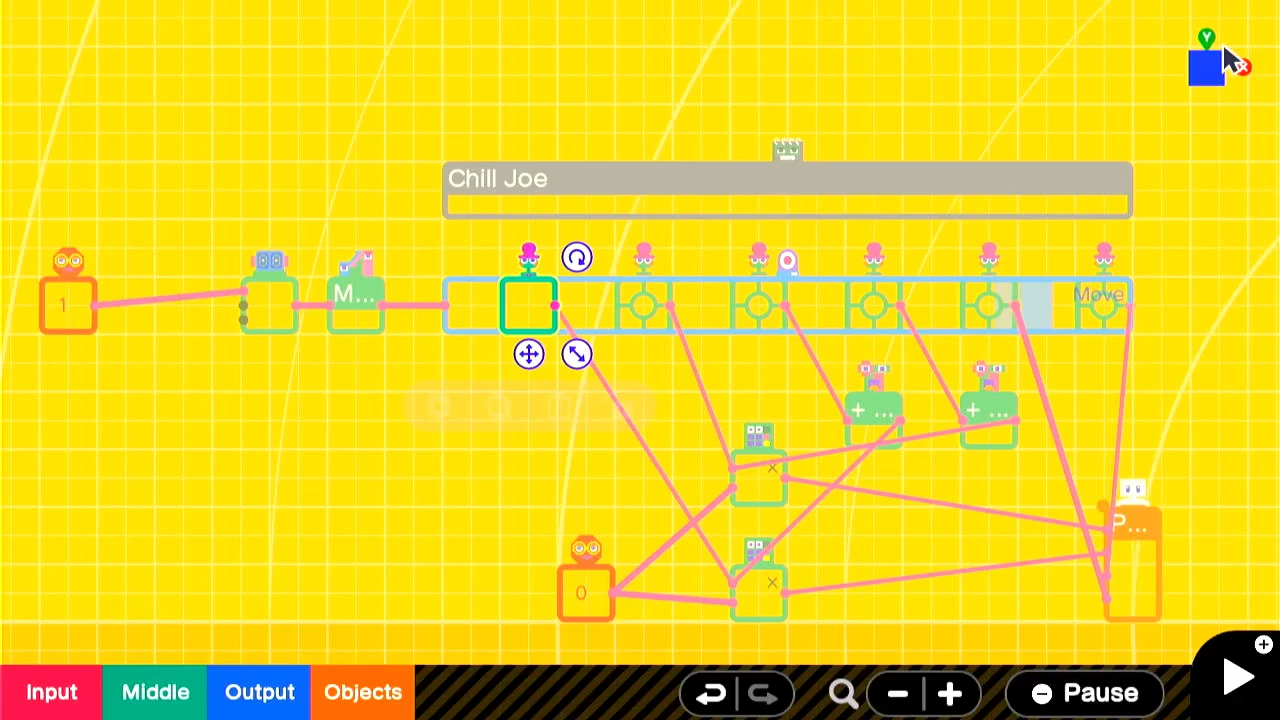 Y
Chill Joe
1
M...
Move
+ ...
+ ...
×
P...
0
×
Input
Middle
Output
Objects
Pause